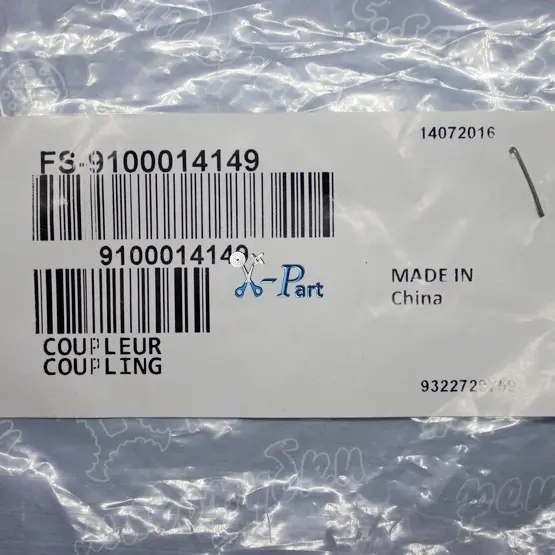 14072016
FS-9100014149
9100014149
X-Part
MADE IN
China
COUPLEUR
COUPLING